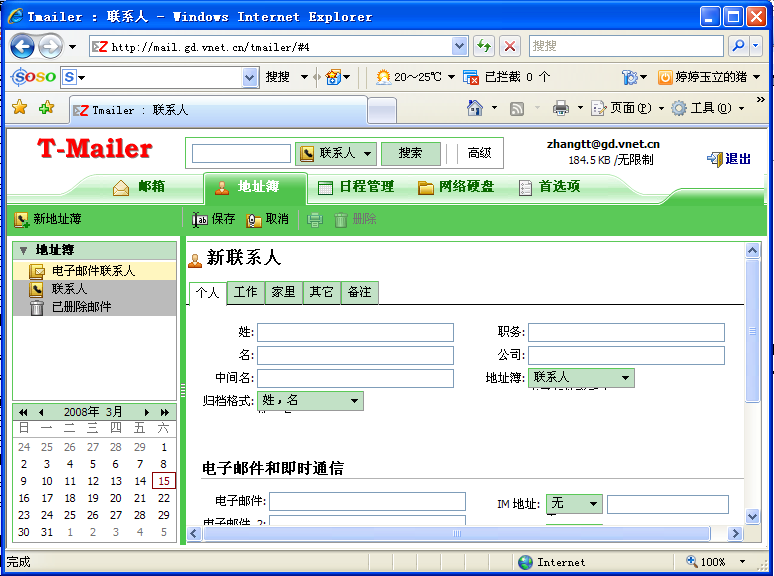 Tmailer : 联系人 - Windows Internet Explorer
http://mail.gd.vnet.cn/tmailer/#4
搜搜
SOSO S 搜搜 20～25℃ 已拦截 0 个 婷婷玉立的猪
Tmailer : 联系人 页面(P) 工具(O)
T-Mailer 联系人 搜索 高级
zhangtt@gd.vnet.cn
184.5 KB /无限制
退出
邮箱 地址簿 日程管理 网络硬盘 首选项
新地址簿 保存 取消 删除
地址簿
电子邮件联系人
联系人
已删除邮件
2008年 3月
日 一 二 三 四 五 六
24 25 26 27 28 29 1
2 3 4 5 6 7 8
9 10 11 12 13 14 15
16 17 18 19 20 21 22
23 24 25 26 27 28 29
30 31 1 2 3 4 5
新联系人
个人 工作 家里 其它 备注
姓: 职务:
名: 公司:
中间名: 地址簿: 联系人
归档格式: 姓，名
电子邮件和即时通信
电子邮件: IM 地址: 无
电子邮件 2:
完成 Internet 100%